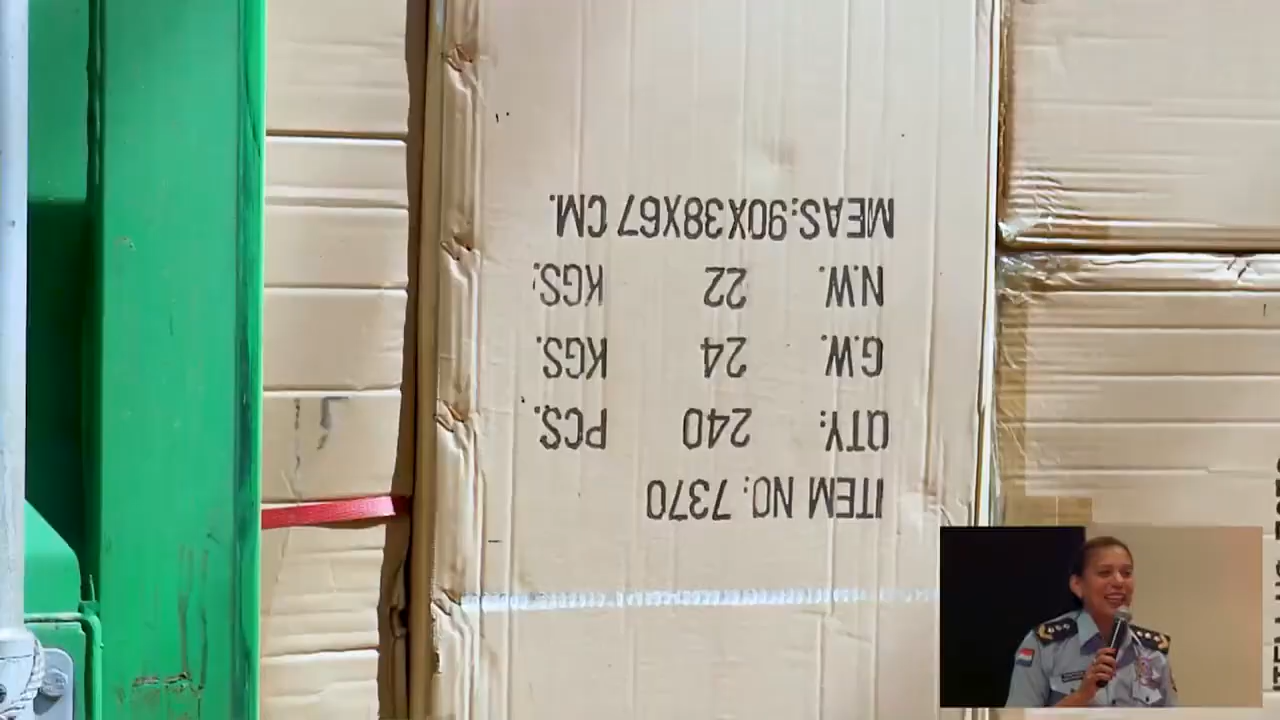 ITEM NO: 7370
QTY: 240 PCS.
G.W. 24 KGS.
N.W. 22 KGS.
MEAS:90X38X67 CM.